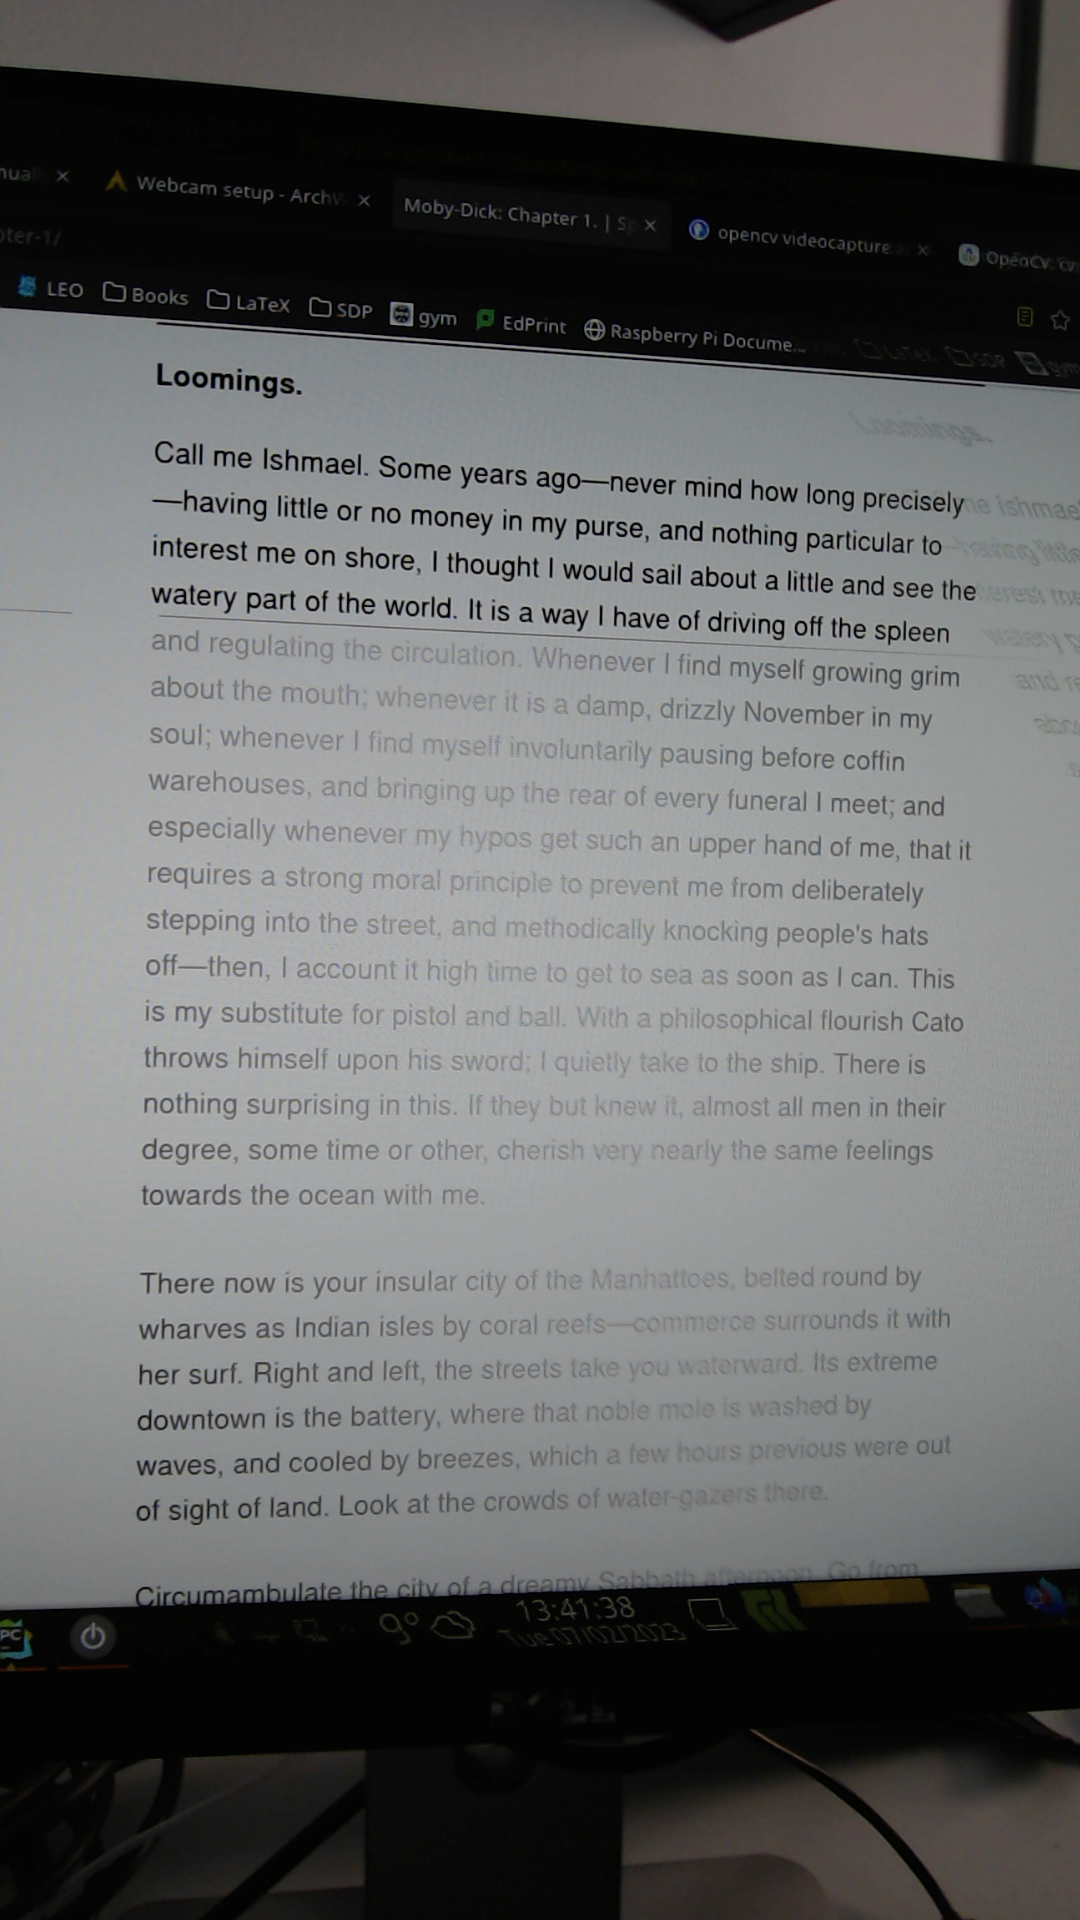 Webcam setup - ArchW
Moby-Dick: Chapter 1. | Sp
opencv videocapture
OpenCV: cv
pter-1/
LEO
Books
LaTeX
SDP
gym
EdPrint
Raspberry Pi Docume...
Loomings.
Call me Ishmael. Some years ago—never mind how long precisely
—having little or no money in my purse, and nothing particular to
interest me on shore, I thought I would sail about a little and see the
watery part of the world. It is a way I have of driving off the spleen
and regulating the circulation. Whenever I find myself growing grim
about the mouth; whenever it is a damp, drizzly November in my
soul; whenever I find myself involuntarily pausing before coffin
warehouses, and bringing up the rear of every funeral I meet; and
especially whenever my hypos get such an upper hand of me, that it
requires a strong moral principle to prevent me from deliberately
stepping into the street, and methodically knocking people's hats
off—then, I account it high time to get to sea as soon as I can. This
is my substitute for pistol and ball. With a philosophical flourish Cato
throws himself upon his sword; I quietly take to the ship. There is
nothing surprising in this. If they but knew it, almost all men in their
degree, some time or other, cherish very nearly the same feelings
towards the ocean with me.
There now is your insular city of the Manhattoes, belted round by
wharves as Indian isles by coral reefs—commerce surrounds it with
her surf. Right and left, the streets take you waterward. Its extreme
downtown is the battery, where that noble mole is washed by
waves, and cooled by breezes, which a few hours previous were out
of sight of land. Look at the crowds of water-gazers there.
Circumambulate the city of a dreamy Sabbath afternoon. Go from
PC
9°
13:41:38
Tue 07/02/2023